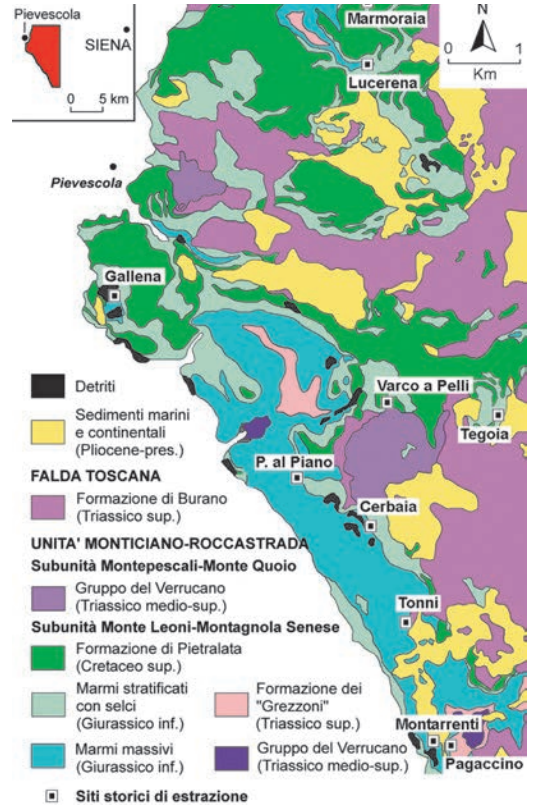 Pievescola
SIENA
0 5 km
Marmoraia
N
0 1
Km
Lucerena
Pievescola
Gallena
Varco a Pelli
Tegoia
P. al Piano
Cerbaia
Tonni
Montarrenti
Pagaccino
Detriti
Sedimenti marini
e continentali
(Pliocene-pres.)
FALDA TOSCANA
Formazione di Burano
(Triassico sup.)
UNITA' MONTICIANO-ROCCASTRADA
Subunità Montepescali-Monte Quoio
Gruppo del Verrucano
(Triassico medio-sup.)
Subunità Monte Leoni-Montagnola Senese
Formazione di Pietralata
(Cretaceo sup.)
Marmi stratificati
con selci
(Giurassico inf.)
Formazione dei
"Grezzoni"
(Triassico sup.)
Marmi massivi
(Giurassico inf.)
Gruppo del Verrucano
(Triassico medio-sup.)
Siti storici di estrazione